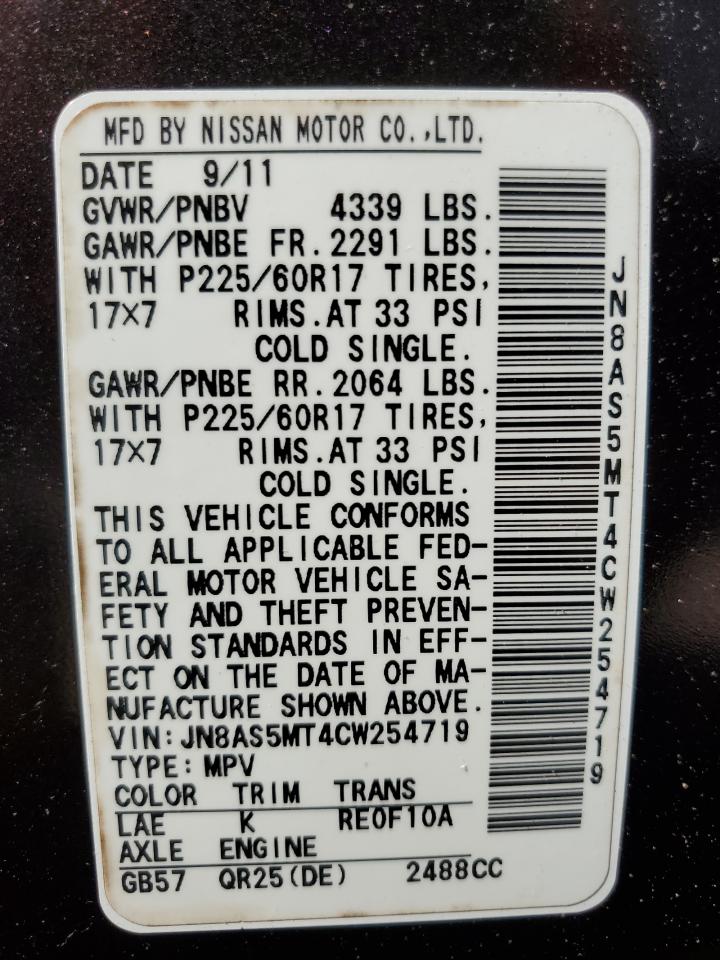 MFD BY NISSAN MOTOR CO.,LTD.
DATE 9/11
GVWR/PNBV 4339 LBS.
GAWR/PNBE FR.2291 LBS.
WITH P225/60R17 TIRES,
17×7 RIMS.AT 33 PSI
COLD SINGLE.
GAWR/PNBE RR.2064 LBS.
WITH P225/60R17 TIRES,
17×7 RIMS.AT 33 PSI
COLD SINGLE.
THIS VEHICLE CONFORMS
TO ALL APPLICABLE FED-
ERAL MOTOR VEHICLE SA-
FETY AND THEFT PREVEN-
TION STANDARDS IN EFF-
ECT ON THE DATE OF MA-
NUFACTURE SHOWN ABOVE.
VIN:JN8AS5MT4CW254719
TYPE:MPV
COLOR TRIM TRANS
LAE K RE0F10A
AXLE ENGINE
GB57 QR25(DE) 2488CC
JN8AS5MT4CW254719